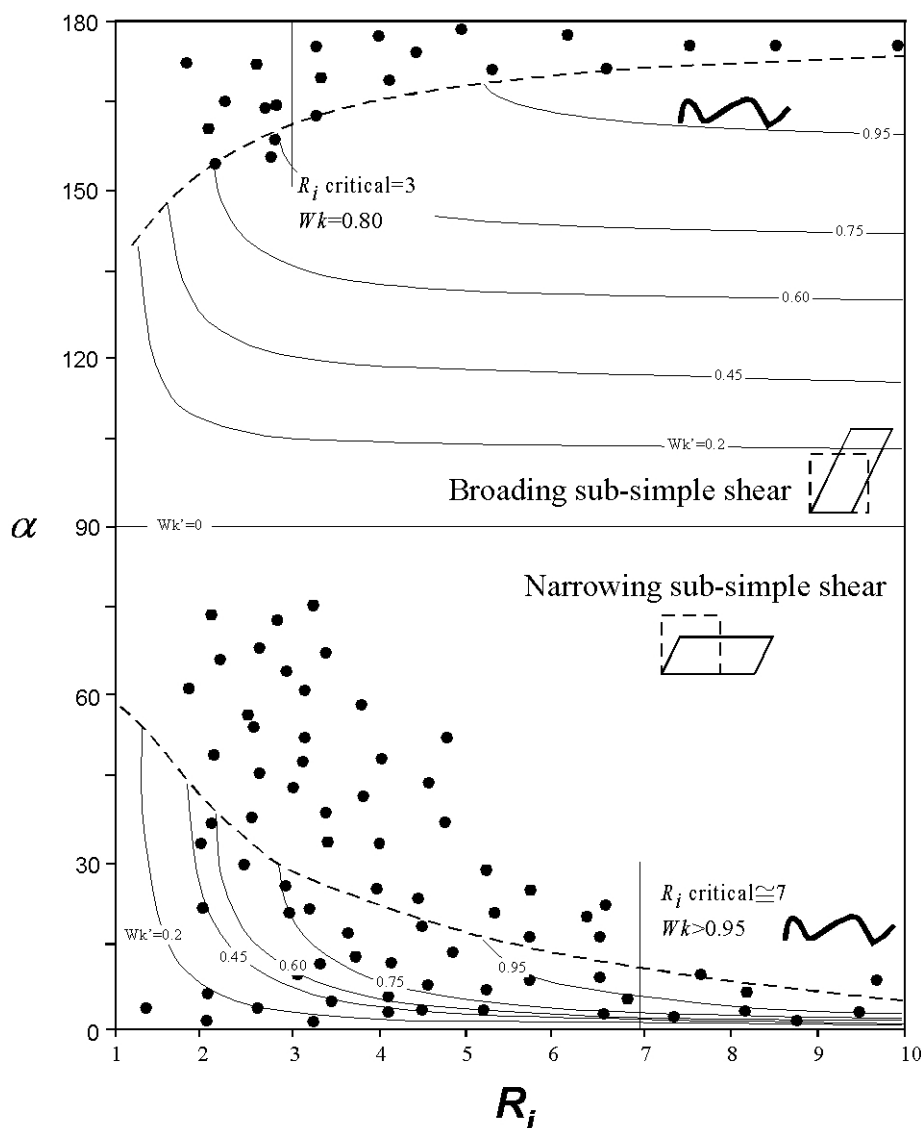 180
150
120
90
60
30
0
α
1 2 3 4 5 6 7 8 9 10
R_i
R_i critical=3
Wk=0.80
0.95
0.75
0.60
0.45
Wk'=0.2
Broading sub-simple shear
Wk'=0
Narrowing sub-simple shear
R_i critical≅7
Wk>0.95
Wk'=0.2
0.45
0.60
0.75
0.95